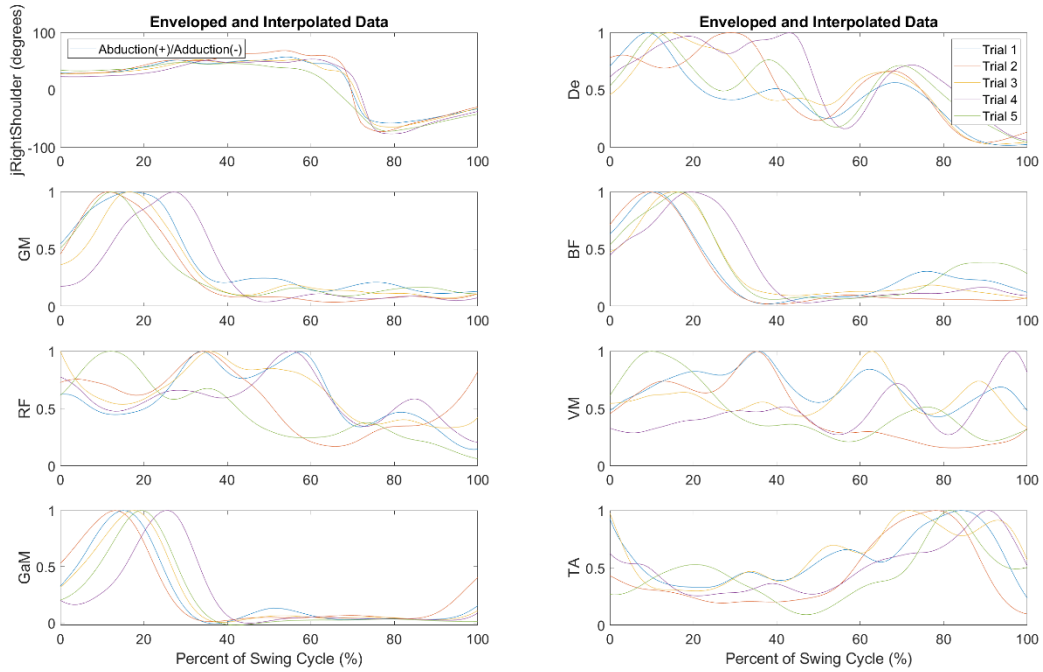 Enveloped and Interpolated Data
jRightShoulder (degrees)
100
0
-100
Abduction(+)/Adduction(-)
0 20 40 60 80 100
GM
1
0.5
0
0 20 40 60 80 100
RF
1
0.5
0
0 20 40 60 80 100
GaM
1
0.5
0
0 20 40 60 80 100
Percent of Swing Cycle (%)
Enveloped and Interpolated Data
De
1
0.5
0
Trial 1
Trial 2
Trial 3
Trial 4
Trial 5
0 20 40 60 80 100
BF
1
0.5
0
0 20 40 60 80 100
VM
1
0.5
0
0 20 40 60 80 100
TA
1
0.5
0
0 20 40 60 80 100
Percent of Swing Cycle (%)